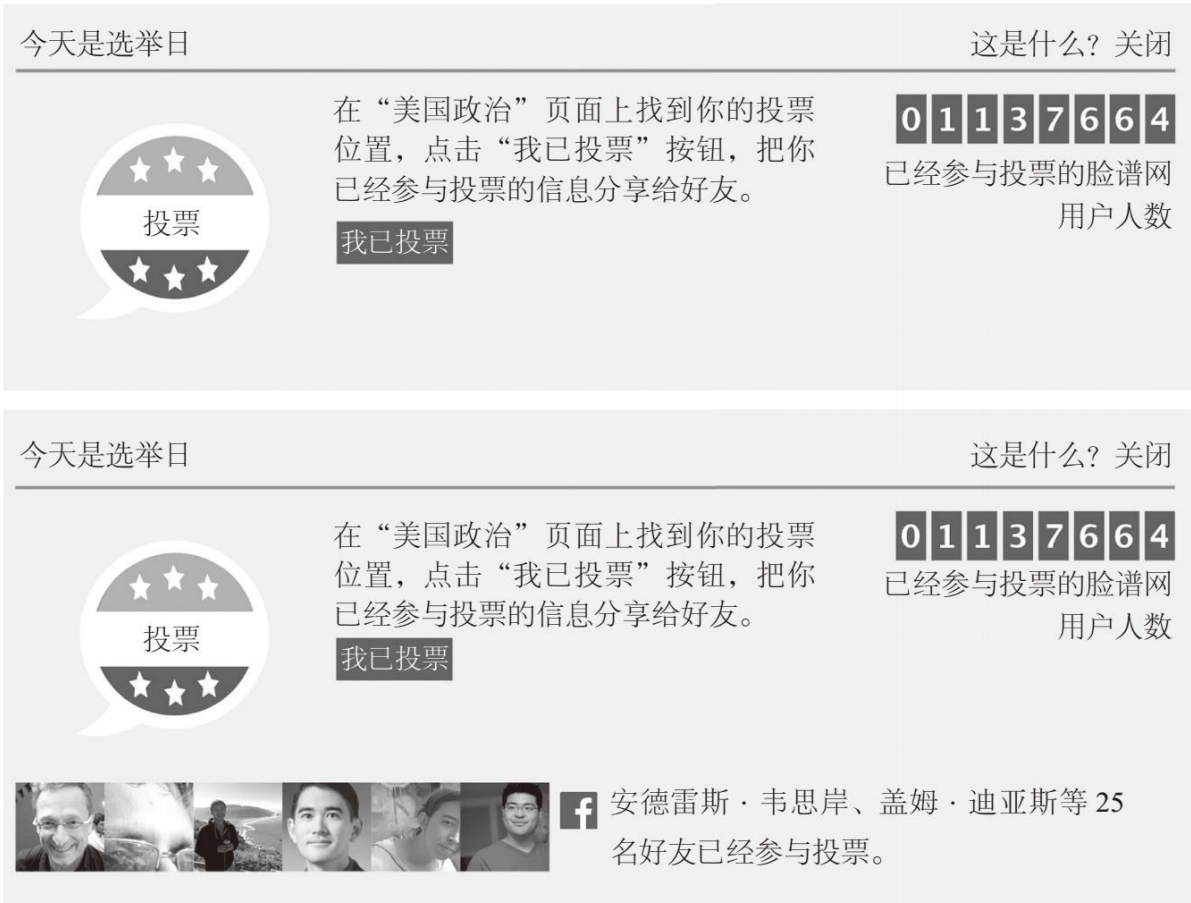 今天是选举日
这是什么？关闭
在“美国政治”页面上找到你的投票
位置，点击“我已投票”按钮，把你
已经参与投票的信息分享给好友。
我已投票
投票
01137664
已经参与投票的脸谱网
用户人数
今天是选举日
这是什么？关闭
在“美国政治”页面上找到你的投票
位置，点击“我已投票”按钮，把你
已经参与投票的信息分享给好友。
我已投票
投票
01137664
已经参与投票的脸谱网
用户人数
f
安德雷斯·韦思岸、盖姆·迪亚斯等 25
名好友已经参与投票。